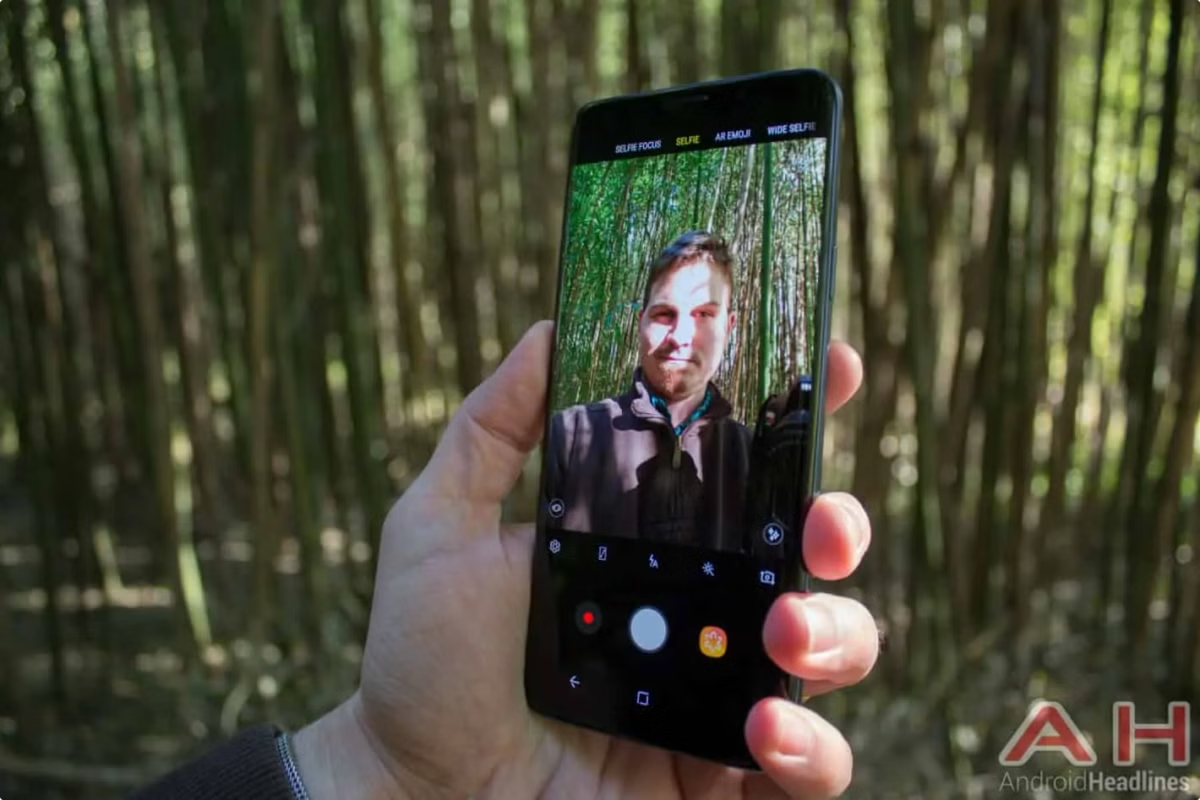 SELFIE FOCUS SELFIE AR EMOJI WIDE SELFIE
AH
AndroidHeadlines